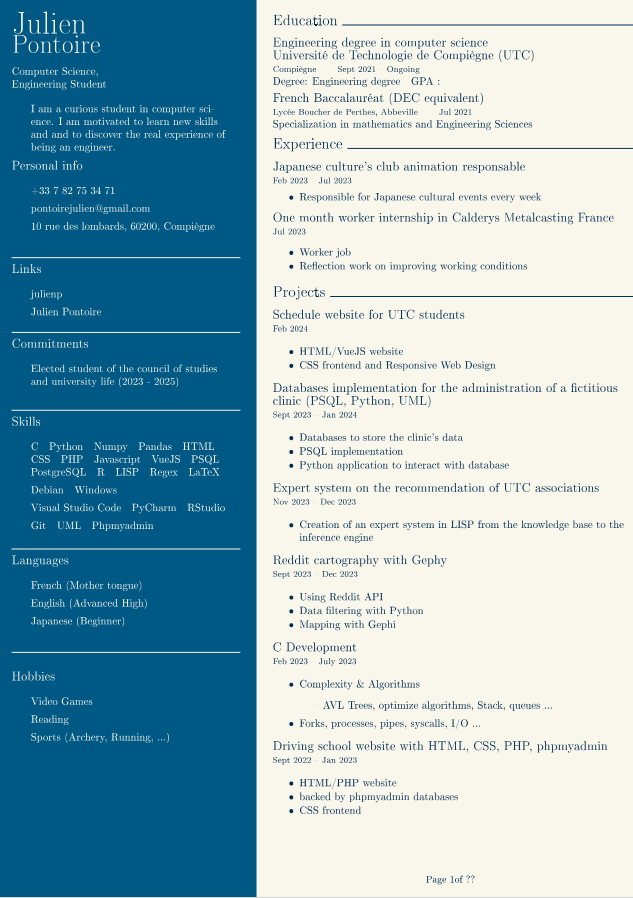 Julien
Pontoire
Computer Science,
Engineering Student
I am a curious student in computer sci-
ence. I am motivated to learn new skills
and and to discover the real experience of
being an engineer.
Personal info
+33 7 82 75 34 71
pontoirejulien@gmail.com
10 rue des lombards, 60200, Compiègne
Links
julienp
Julien Pontoire
Commitments
Elected student of the council of studies
and university life (2023 - 2025)
Skills
C Python Numpy Pandas HTML
CSS PHP Javascript VueJS PSQL
PostgreSQL R LISP Regex LaTeX
Debian Windows
Visual Studio Code PyCharm RStudio
Git UML Phpmyadmin
Languages
French (Mother tongue)
English (Advanced High)
Japanese (Beginner)
Hobbies
Video Games
Reading
Sports (Archery, Running, ...)
Education
Engineering degree in computer science
Université de Technologie de Compiègne (UTC)
Compiègne Sept 2021 – Ongoing
Degree: Engineering degree GPA :
French Baccalauréat (DEC equivalent)
Lycée Boucher de Perthes, Abbeville Jul 2021
Specialization in mathematics and Engineering Sciences
Experience
Japanese culture's club animation responsable
Feb 2023 – Jul 2023
• Responsible for Japanese cultural events every week
One month worker internship in Calderys Metalcasting France
Jul 2023
• Worker job
• Reflection work on improving working conditions
Projects
Schedule website for UTC students
Feb 2024
• HTML/VueJS website
• CSS frontend and Responsive Web Design
Databases implementation for the administration of a fictitious
clinic (PSQL, Python, UML)
Sept 2023 – Jan 2024
• Databases to store the clinic's data
• PSQL implementation
• Python application to interact with database
Expert system on the recommendation of UTC associations
Nov 2023 – Dec 2023
• Creation of an expert system in LISP from the knowledge base to the
inference engine
Reddit cartography with Gephy
Sept 2023 – Dec 2023
• Using Reddit API
• Data filtering with Python
• Mapping with Gephi
C Development
Feb 2023 – July 2023
• Complexity & Algorithms
– AVL Trees, optimize algorithms, Stack, queues ...
• Forks, processes, pipes, syscalls, I/O ...
Driving school website with HTML, CSS, PHP, phpmyadmin
Sept 2022 – Jan 2023
• HTML/PHP website
• backed by phpmyadmin databases
• CSS frontend
Page 1of ??